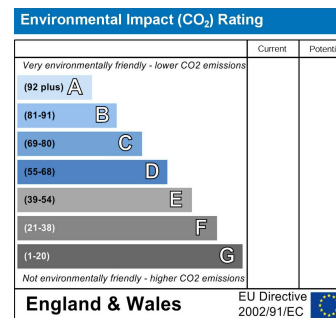 Environmental Impact (CO₂) Rating
Current Potenti
Very environmentally friendly - lower CO2 emissions
(92 plus) A
(81-91) B
(69-80) C
(55-68) D
(39-54) E
(21-38) F
(1-20) G
Not environmentally friendly - higher CO2 emissions
England & Wales
EU Directive
2002/91/EC